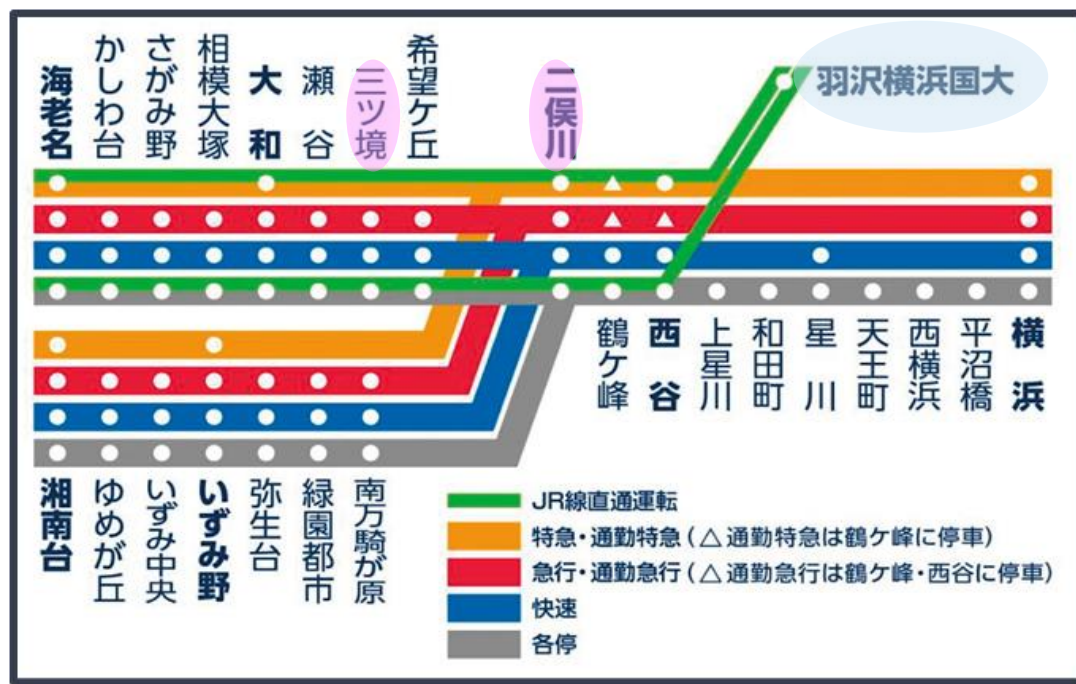 海老名
かしわ台
さがみ野
相模大塚
大和
瀬谷
三ツ境
希望ケ丘
二俣川
羽沢横浜国大
鶴ケ峰
西谷
上星川
和田町
星川
天王町
西横浜
平沼橋
横浜
湘南台
ゆめが丘
いずみ中央
いずみ野
弥生台
緑園都市
南万騎が原
JR線直通運転
特急・通勤特急(△通勤特急は鶴ケ峰に停車)
急行・通勤急行(△通勤急行は鶴ケ峰・西谷に停車)
快速
各停